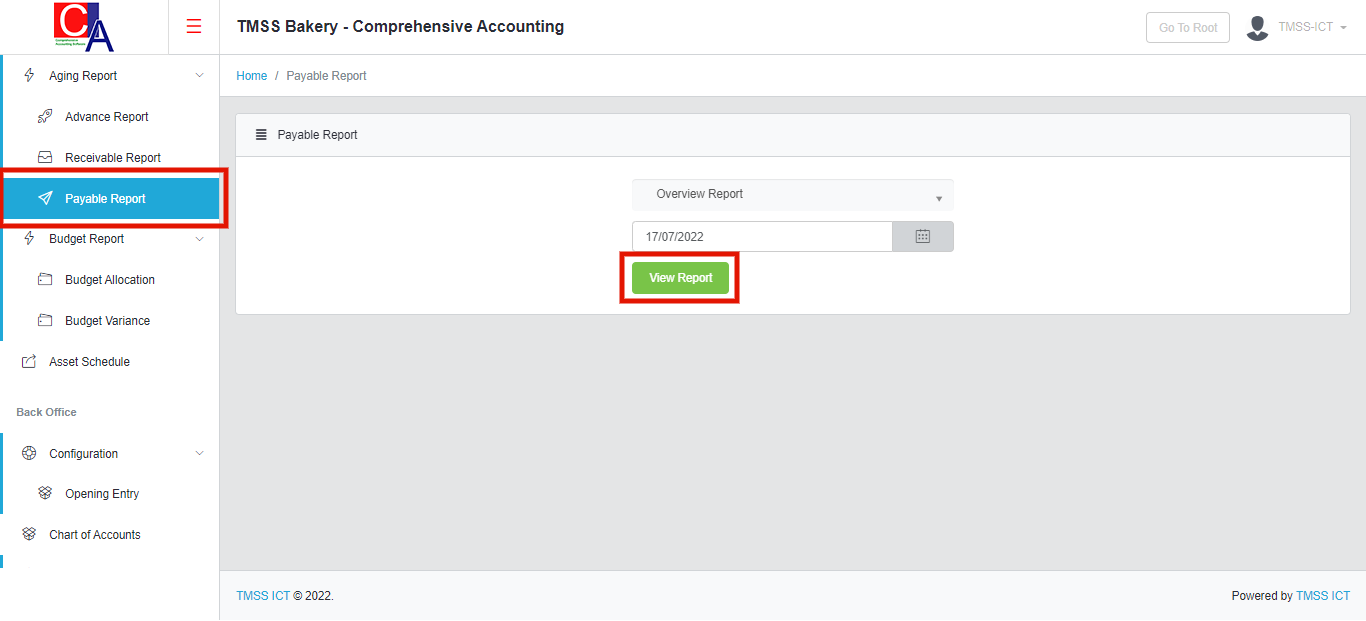 CA
Comprehensive
Accounting Software
TMSS Bakery - Comprehensive Accounting
Go To Root
TMSS-ICT
Home / Payable Report
Aging Report
Advance Report
Receivable Report
Payable Report
Budget Report
Budget Allocation
Budget Variance
Asset Schedule
Back Office
Configuration
Opening Entry
Chart of Accounts
Payable Report
Overview Report
17/07/2022
View Report
TMSS ICT © 2022.
Powered by TMSS ICT